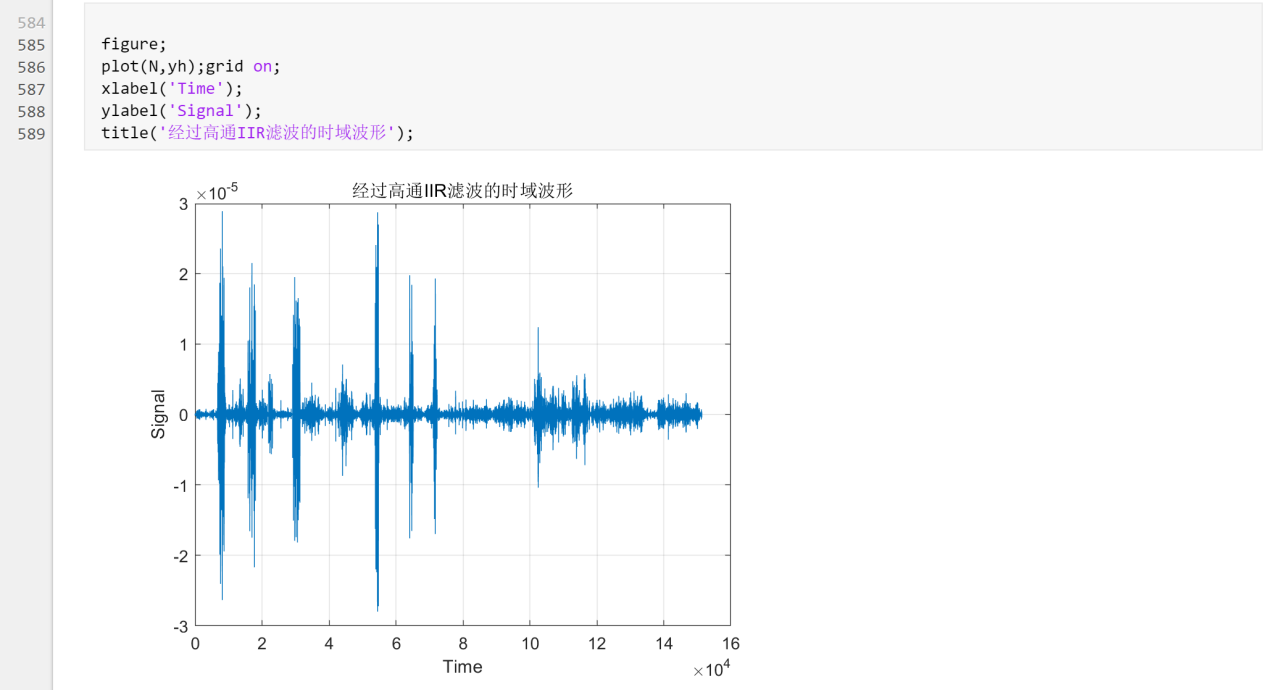 584
585 figure;
586 plot(N,yh);grid on;
587 xlabel('Time');
588 ylabel('Signal');
589 title('经过高通IIR滤波的时域波形');
经过高通IIR滤波的时域波形
×10-5
3
2
1
0
-1
-2
-3
Signal
0 2 4 6 8 10 12 14 16
Time
×104